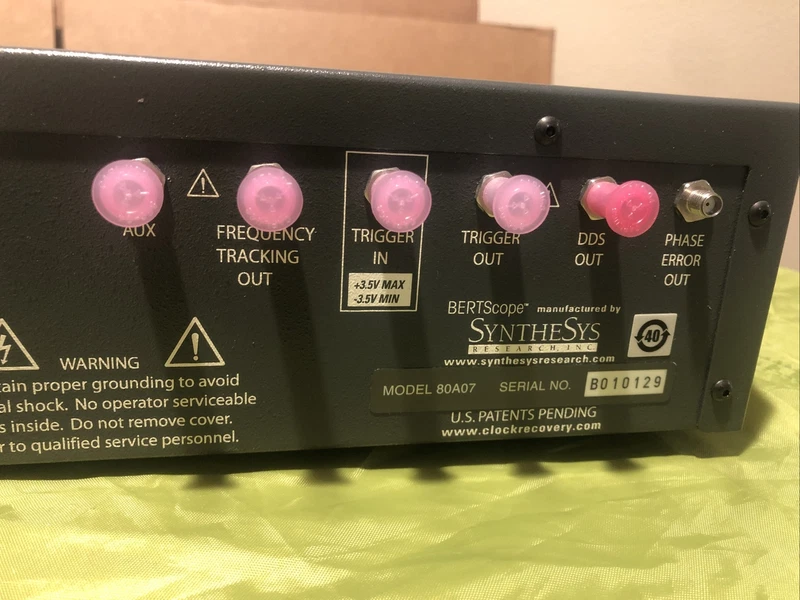 AUX
FREQUENCY
TRACKING
OUT
TRIGGER
IN
+3.5V MAX
-3.5V MIN
TRIGGER
OUT
DDS
OUT
PHASE
ERROR
OUT
BERTScope™ manufactured by
SYNTHESYS
RESEARCH, INC.
www.synthesysresearch.com
40
MODEL 80A07 SERIAL NO. B010129
U.S. PATENTS PENDING
www.clockrecovery.com
WARNING
tain proper grounding to avoid
al shock. No operator serviceable
s inside. Do not remove cover.
r to qualified service personnel.